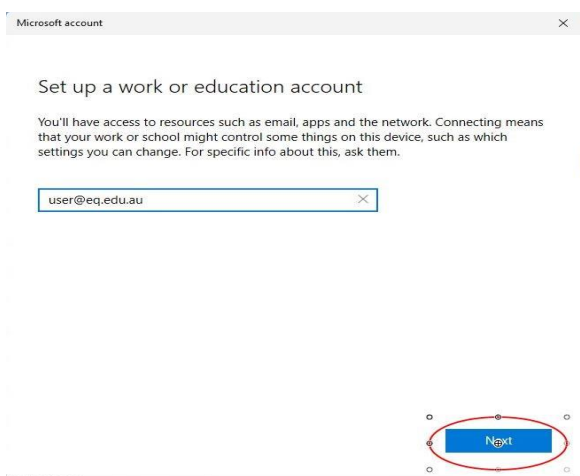 Microsoft account
Set up a work or education account
You'll have access to resources such as email, apps and the network. Connecting means
that your work or school might control some things on this device, such as which
settings you can change. For specific info about this, ask them.
user@eq.edu.au
Next